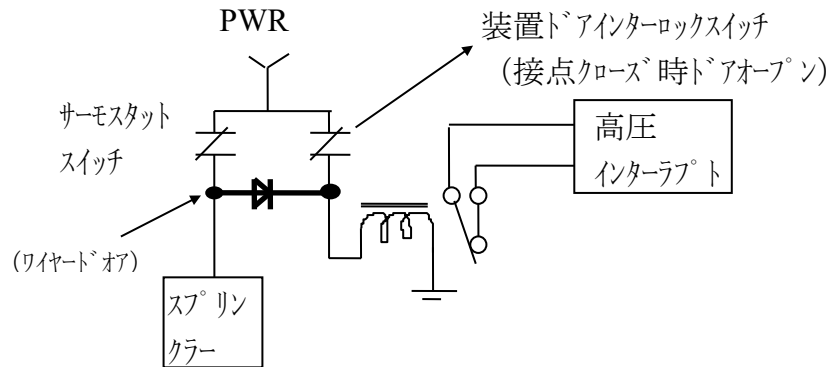 PWR
装置ドアインターロックスイッチ
(接点クローズ時ドアオープン)
サーモスタット
スイッチ
高圧
インターラプト
(ワイヤードオア)
スプリン
クラー